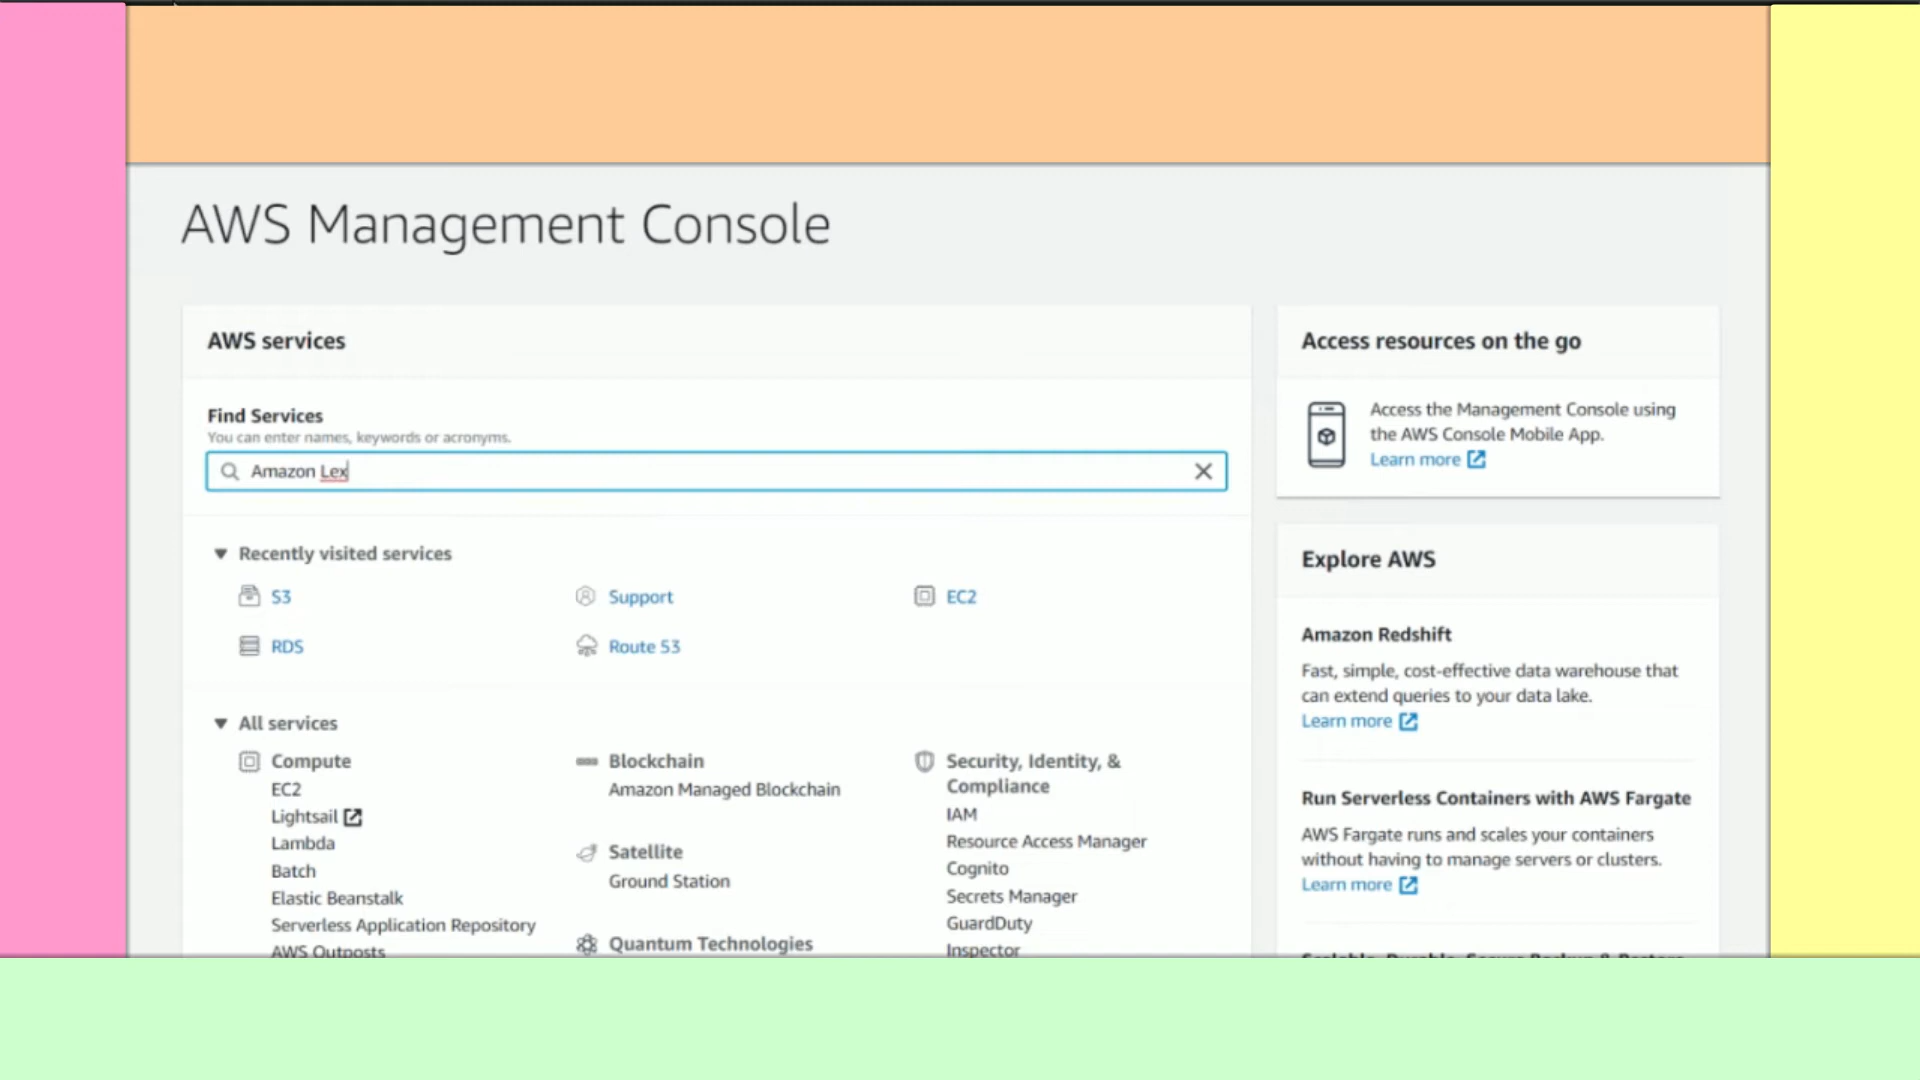 AWS Management Console
AWS services
Find Services
You can enter names, keywords or acronyms.
Amazon Lex
Recently visited services
S3
Support
EC2
RDS
Route 53
All services
Compute
EC2
Lightsail
Lambda
Batch
Elastic Beanstalk
Serverless Application Repository
AWS Outposts
Blockchain
Amazon Managed Blockchain
Satellite
Ground Station
Quantum Technologies
Security, Identity, &
Compliance
IAM
Resource Access Manager
Cognito
Secrets Manager
GuardDuty
Inspector
Access resources on the go
Access the Management Console using
the AWS Console Mobile App.
Learn more
Explore AWS
Amazon Redshift
Fast, simple, cost-effective data warehouse that
can extend queries to your data lake.
Learn more
Run Serverless Containers with AWS Fargate
AWS Fargate runs and scales your containers
without having to manage servers or clusters.
Learn more